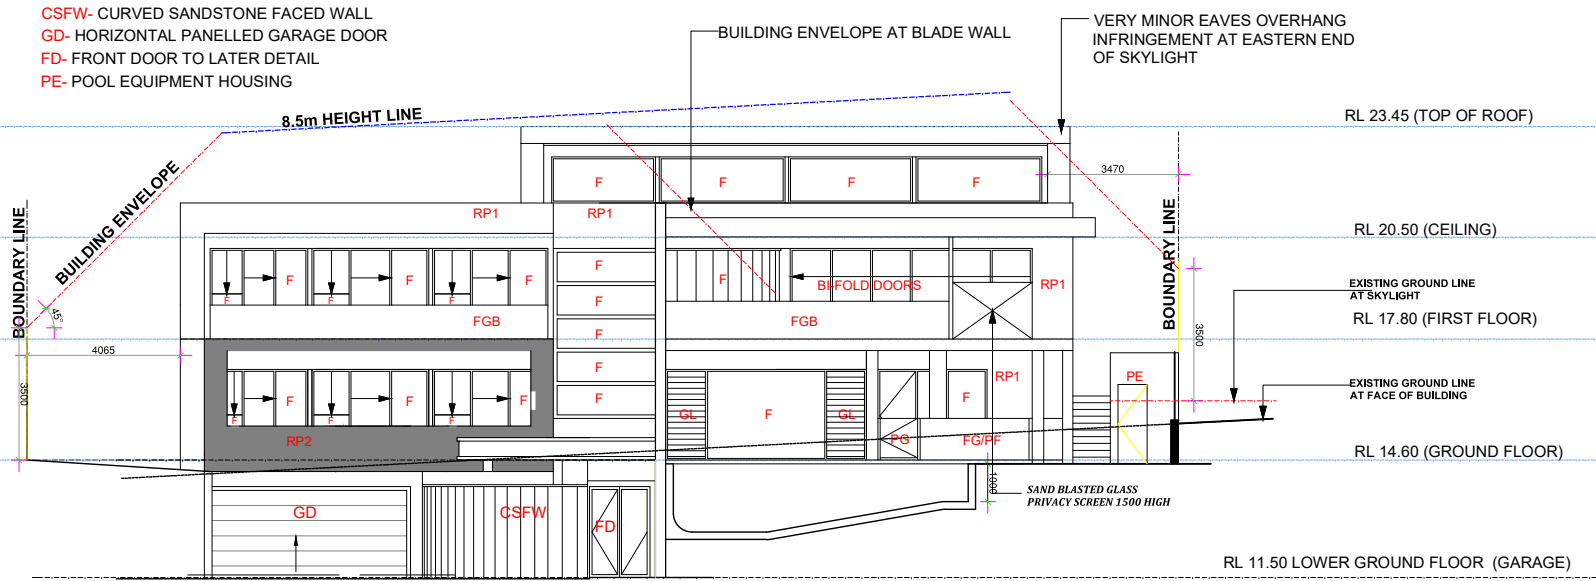 CSFW- CURVED SANDSTONE FACED WALL
GD- HORIZONTAL PANELLED GARAGE DOOR
FD- FRONT DOOR TO LATER DETAIL
PE- POOL EQUIPMENT HOUSING
BUILDING ENVELOPE AT BLADE WALL
VERY MINOR EAVES OVERHANG
INFRINGEMENT AT EASTERN END
OF SKYLIGHT
8.5m HEIGHT LINE
RL 23.45 (TOP OF ROOF)
BUILDING ENVELOPE
BOUNDARY LINE
45°
4065
3500
F
F
F
F
3470
RP1
RP1
RL 20.50 (CEILING)
BOUNDARY LINE
F
F
F
F
F
F
F
F
F
F
F
F
F
BI-FOLD DOORS
RP1
FGB
FGB
EXISTING GROUND LINE
AT SKYLIGHT
RL 17.80 (FIRST FLOOR)
3500
F
F
F
F
F
F
RP2
GL
F
GL
F
RP1
PE
PG
FG/PF
EXISTING GROUND LINE
AT FACE OF BUILDING
RL 14.60 (GROUND FLOOR)
1000
SAND BLASTED GLASS
PRIVACY SCREEN 1500 HIGH
GD
CSFW
FD
RL 11.50 LOWER GROUND FLOOR (GARAGE)